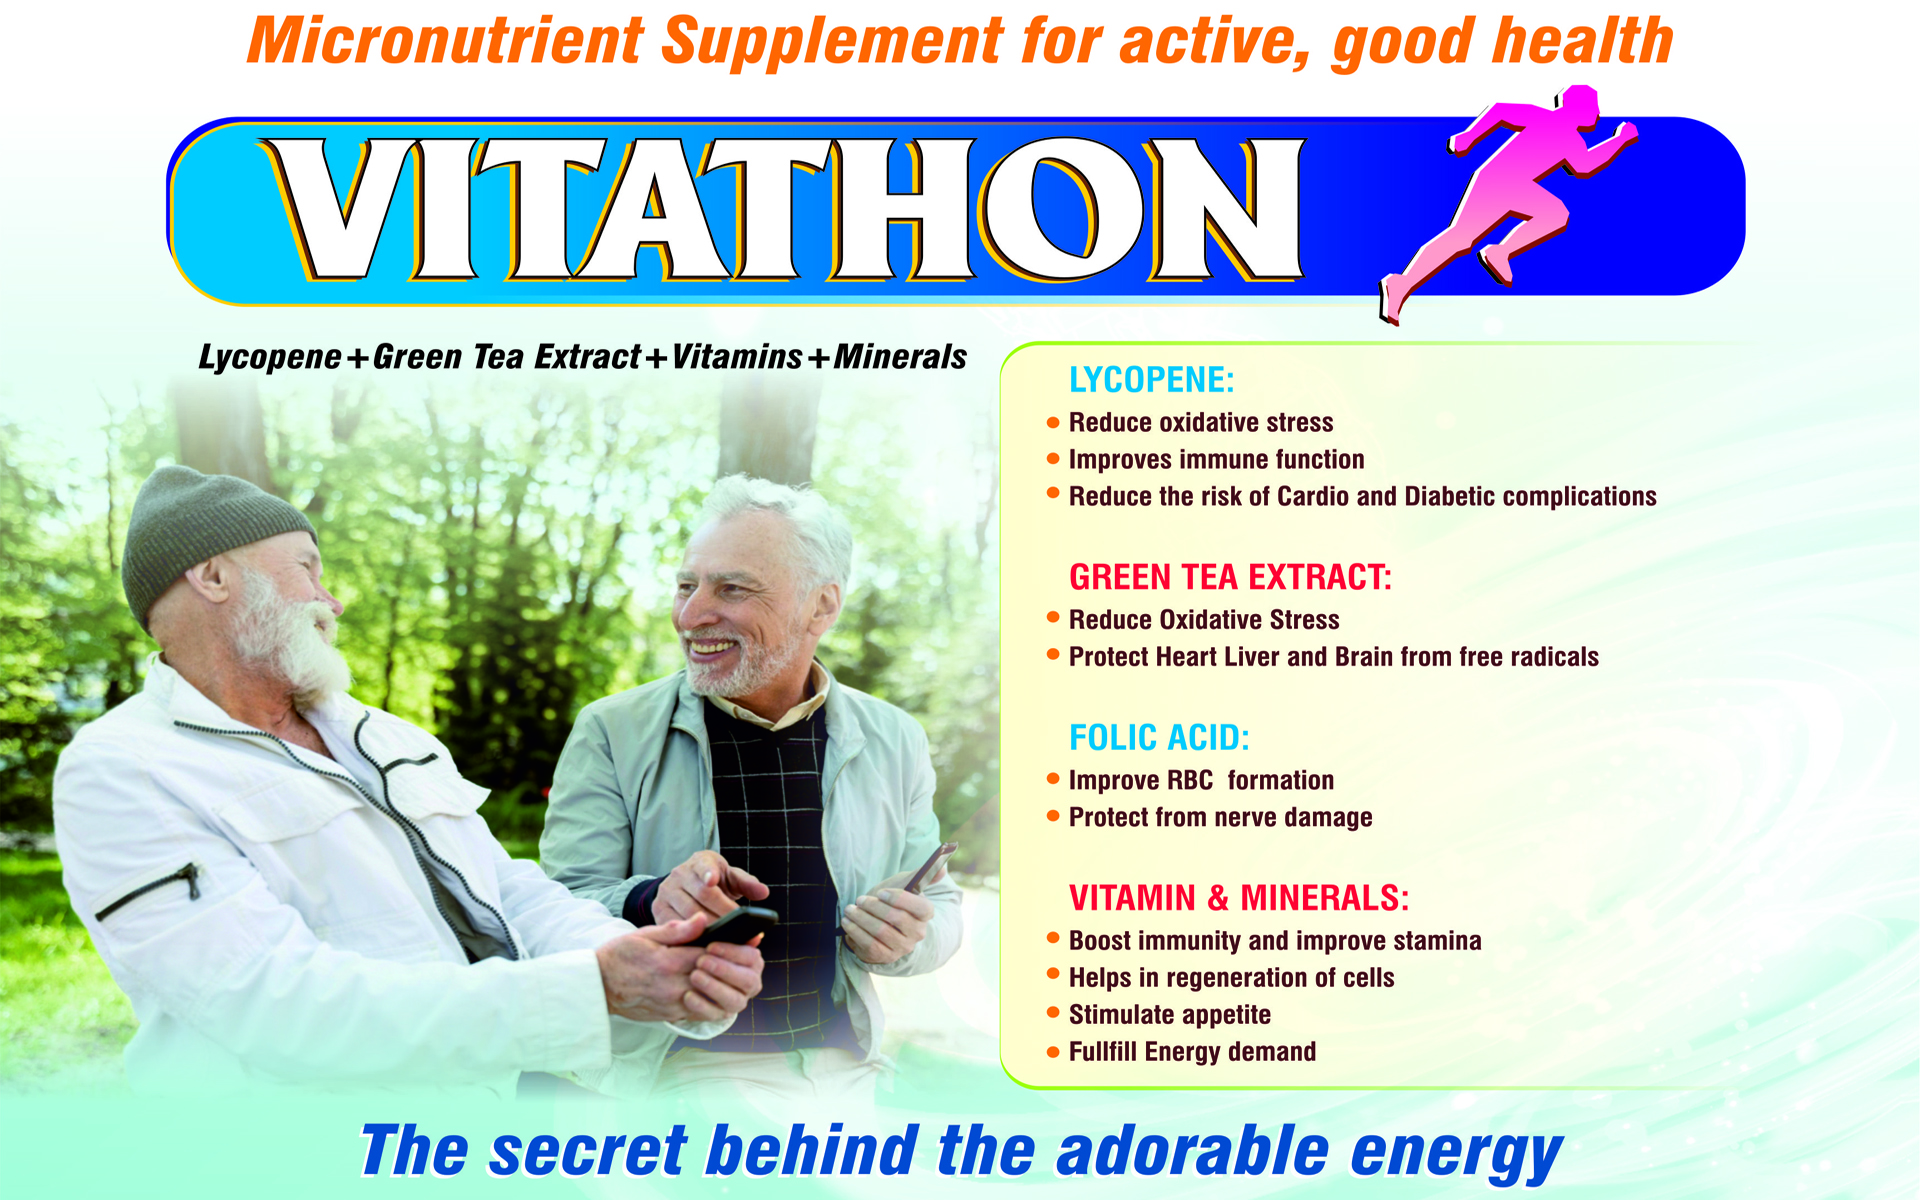 Micronutrient Supplement for active, good health
VITATHON
Lycopene+Green Tea Extract+Vitamins+Minerals
LYCOPENE:
• Reduce oxidative stress
• Improves immune function
• Reduce the risk of Cardio and Diabetic complications
GREEN TEA EXTRACT:
• Reduce Oxidative Stress
• Protect Heart Liver and Brain from free radicals
FOLIC ACID:
• Improve RBC  formation
• Protect from nerve damage
VITAMIN & MINERALS:
• Boost immunity and improve stamina
• Helps in regeneration of cells
• Stimulate appetite
• Fullfill Energy demand
The secret behind the adorable energy